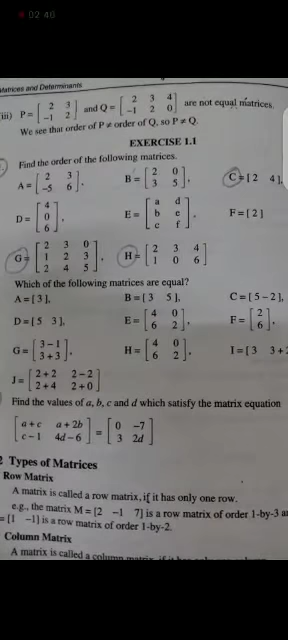 02 46
Matrices and Determinants
(iii) P = [ 2 3 ; -1 2 ] and Q = [ 2 3 4 ; -1 2 0 ] are not equal matrices.
We see that order of P ≠ order of Q, so P ≠ Q.
EXERCISE 1.1
Find the order of the following matrices.
A = [ 2 3 ; -5 6 ], B = [ 2 0 ; 3 5 ], C = [ 2 4 ],
D = [ 4 ; 0 ; 6 ], E = [ a d ; b e ; c f ], F = [ 2 ]
G = [ 2 3 0 ; 1 2 3 ; 2 4 5 ], H = [ 2 3 4 ; 1 0 6 ]
Which of the following matrices are equal?
A = [ 3 ], B = [ 3 5 ], C = [ 5 – 2 ],
D = [ 5 3 ], E = [ 4 0 ; 6 2 ], F = [ 2 ; 6 ],
G = [ 3 – 1 ; 3 + 3 ], H = [ 4 0 ; 6 2 ], I = [ 3 3 + 2
J = [ 2 + 2 2 – 2 ; 2 + 4 2 + 0 ]
Find the values of a, b, c and d which satisfy the matrix equation
[ a + c a + 2b ; c – 1 4d – 6 ] = [ 0 -7 ; 3 2d ]
2 Types of Matrices
Row Matrix
A matrix is called a row matrix, if it has only one row.
e.g., the matrix M = [2 -1 7] is a row matrix of order 1-by-3 a
= [1 -1] is a row matrix of order 1-by-2.
Column Matrix
A matrix is called a column matrix, if it has only